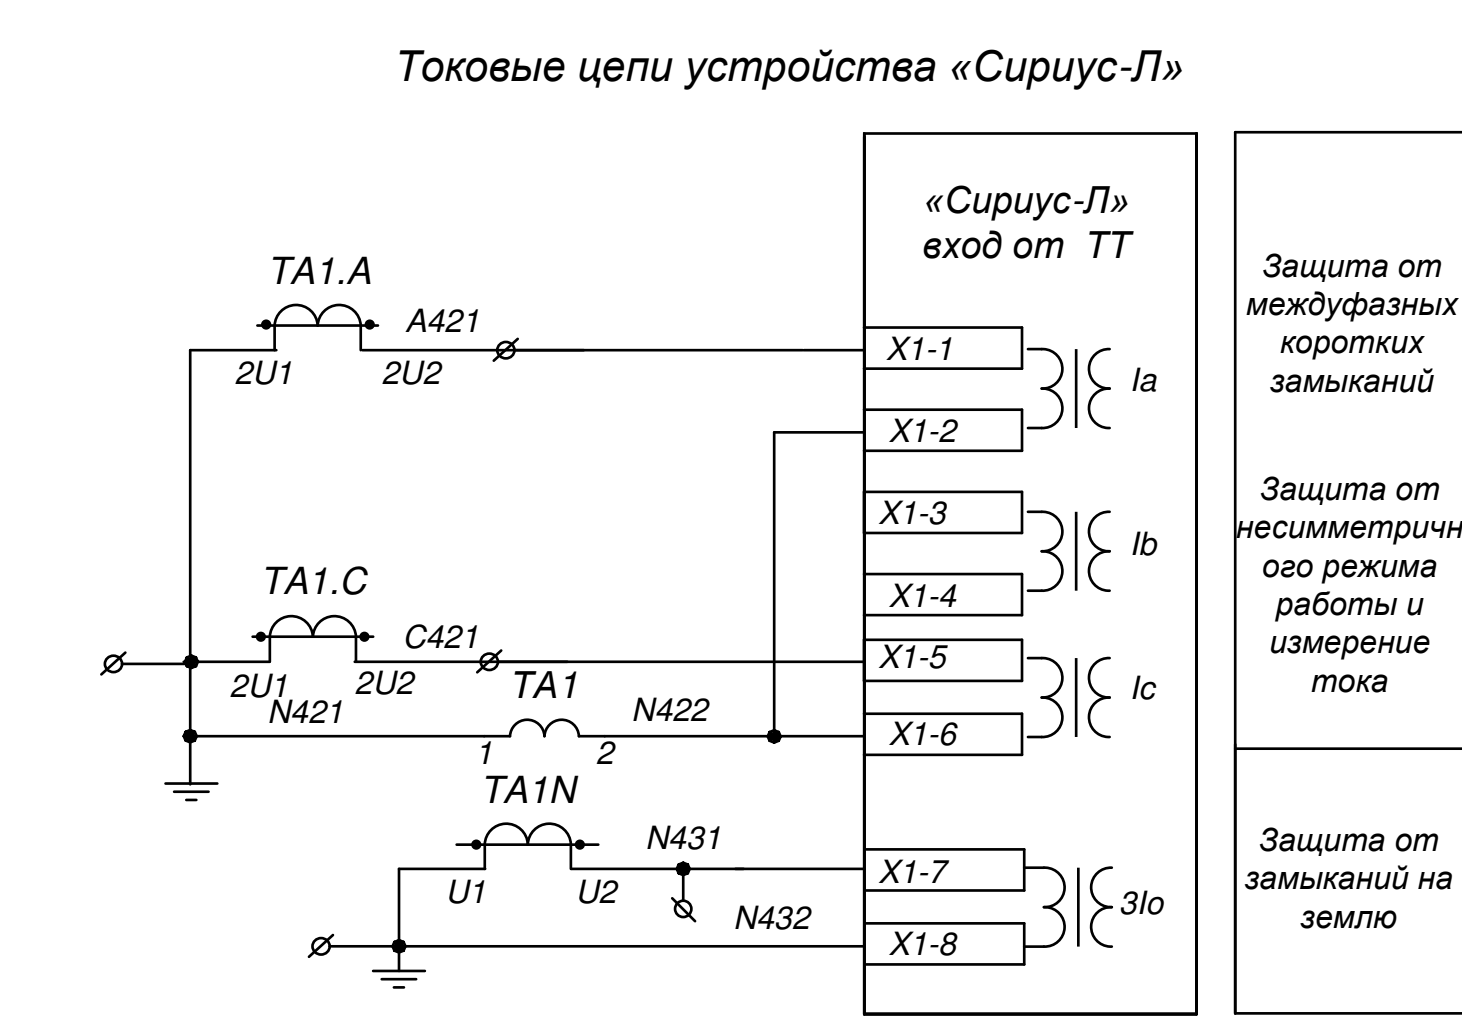 Токовые цепи устройства «Сириус-Л»
«Сириус-Л»
вход от ТТ
TA1.A
A421
2U1
2U2
X1-1
Ia
X1-2
X1-3
Ib
X1-4
TA1.C
C421
2U1
2U2
TA1
X1-5
Ic
N421
N422
1
2
X1-6
TA1N
N431
U1
U2
X1-7
3Io
N432
X1-8
Защита от
междуфазных
коротких
замыканий
Защита от
несимметричн
ого режима
работы и
измерение
тока
Защита от
замыканий на
землю